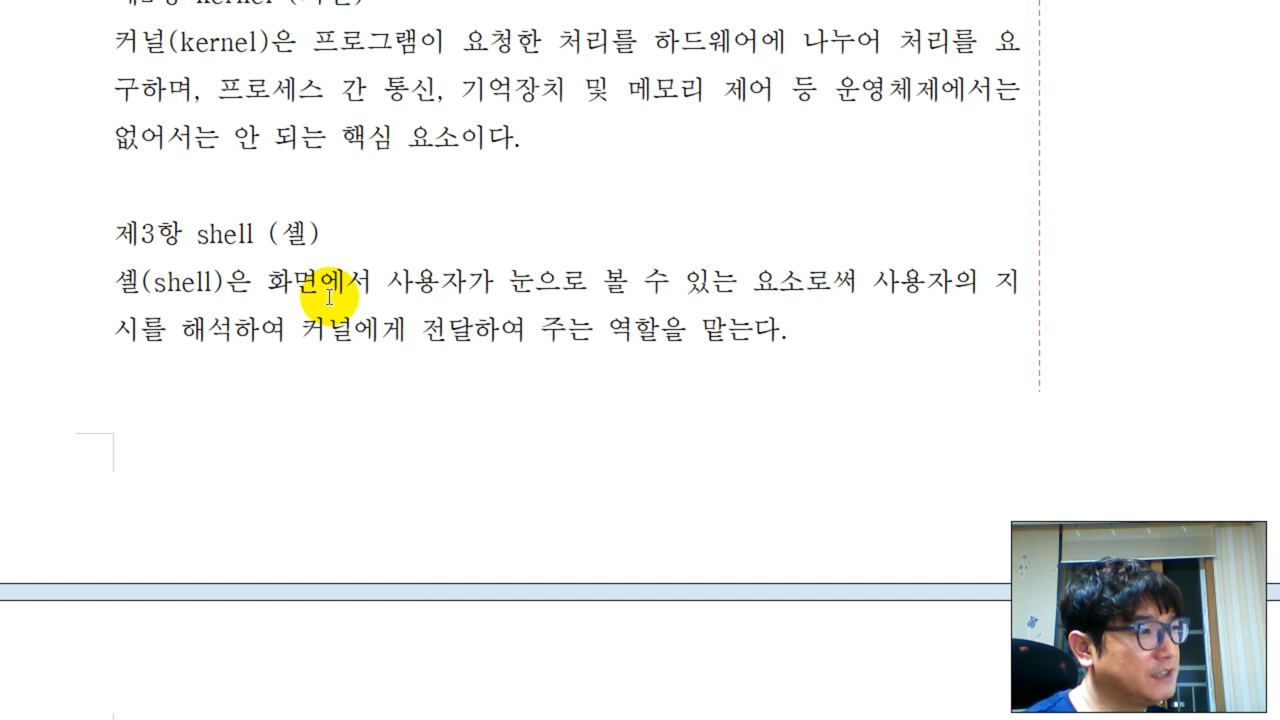 커널(kernel)은 프로그램이 요청한 처리를 하드웨어에 나누어 처리를 요
구하며, 프로세스 간 통신, 기억장치 및 메모리 제어 등 운영체제에서는
없어서는 안 되는 핵심 요소이다.
제3항 shell (셸)
셸(shell)은 화면에서 사용자가 눈으로 볼 수 있는 요소로써 사용자의 지
시를 해석하여 커널에게 전달하여 주는 역할을 맡는다.